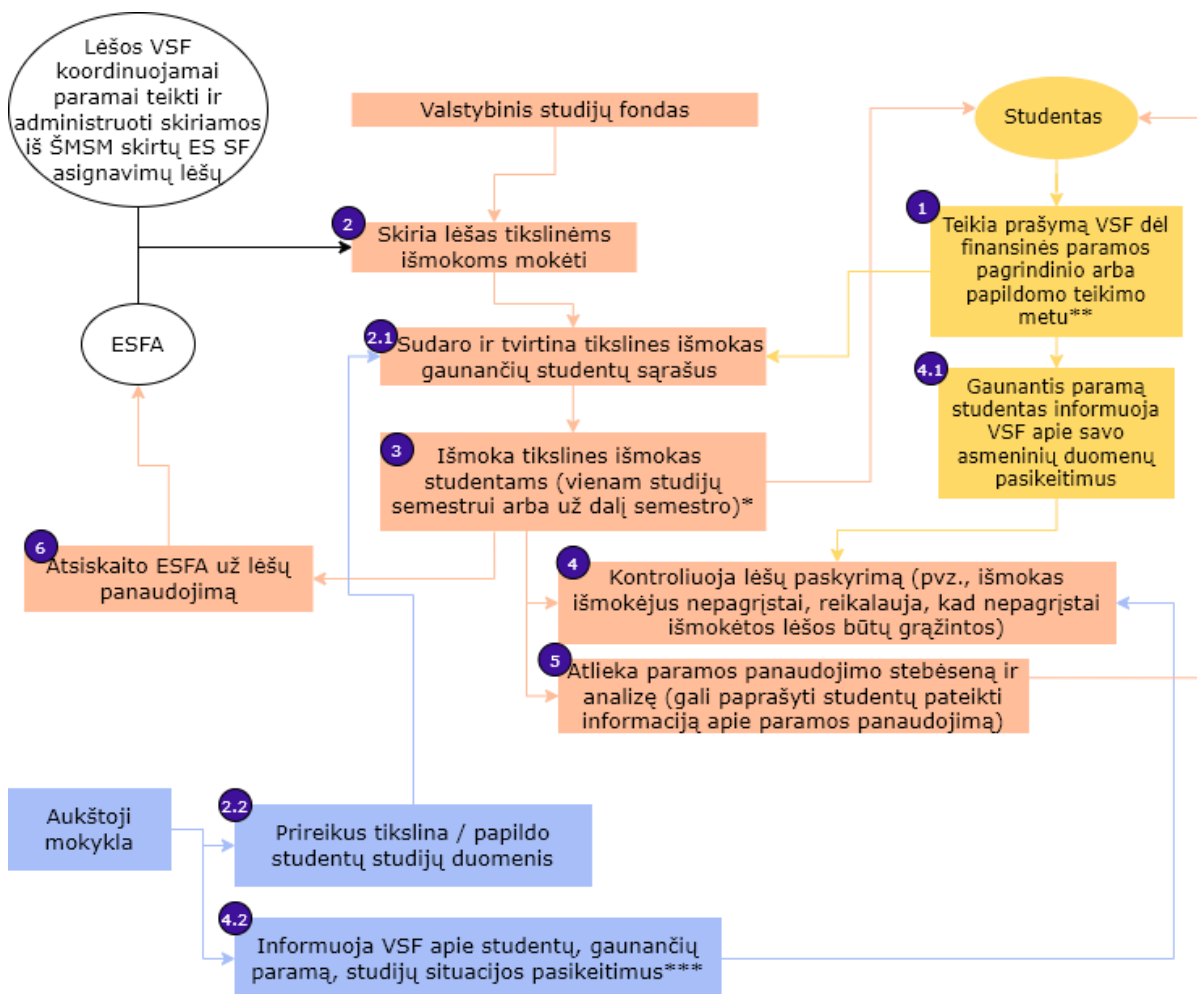 Lėšos VSF
koordinuojamai
paramai teikti ir
administruoti skiriamos
iš ŠMSM skirtų ES SF
asignavimų lėšų
Valstybinis studijų fondas
Studentas
1
Teikia prašymą VSF dėl
finansinės paramos
pagrindinio arba
papildomo teikimo
metu**
2
Skiria lėšas tikslinėms
išmokoms mokėti
ESFA
2.1
Sudaro ir tvirtina tikslines išmokas
gaunančių studentų sąrašus
4.1
Gaunantis paramą
studentas informuoja
VSF apie savo
asmeninių duomenų
pasikeitimus
3
Išmoka tikslines išmokas
studentams (vienam studijų
semestrui arba už dalį semestro)*
6
Atsiskaito ESFA už lėšų
panaudojimą
4
Kontroliuoja lėšų paskyrimą (pvz., išmokas
išmokėjus nepagrįstai, reikalauja, kad nepagrįstai
išmokėtos lėšos būtų grąžintos)
5
Atlieka paramos panaudojimo stebėseną ir
analizę (gali paprašyti studentų pateikti
informaciją apie paramos panaudojimą)
Aukštoji
mokykla
2.2
Prireikus tikslina / papildo
studentų studijų duomenis
4.2
Informuoja VSF apie studentų, gaunančių
paramą, studijų situacijos pasikeitimus***